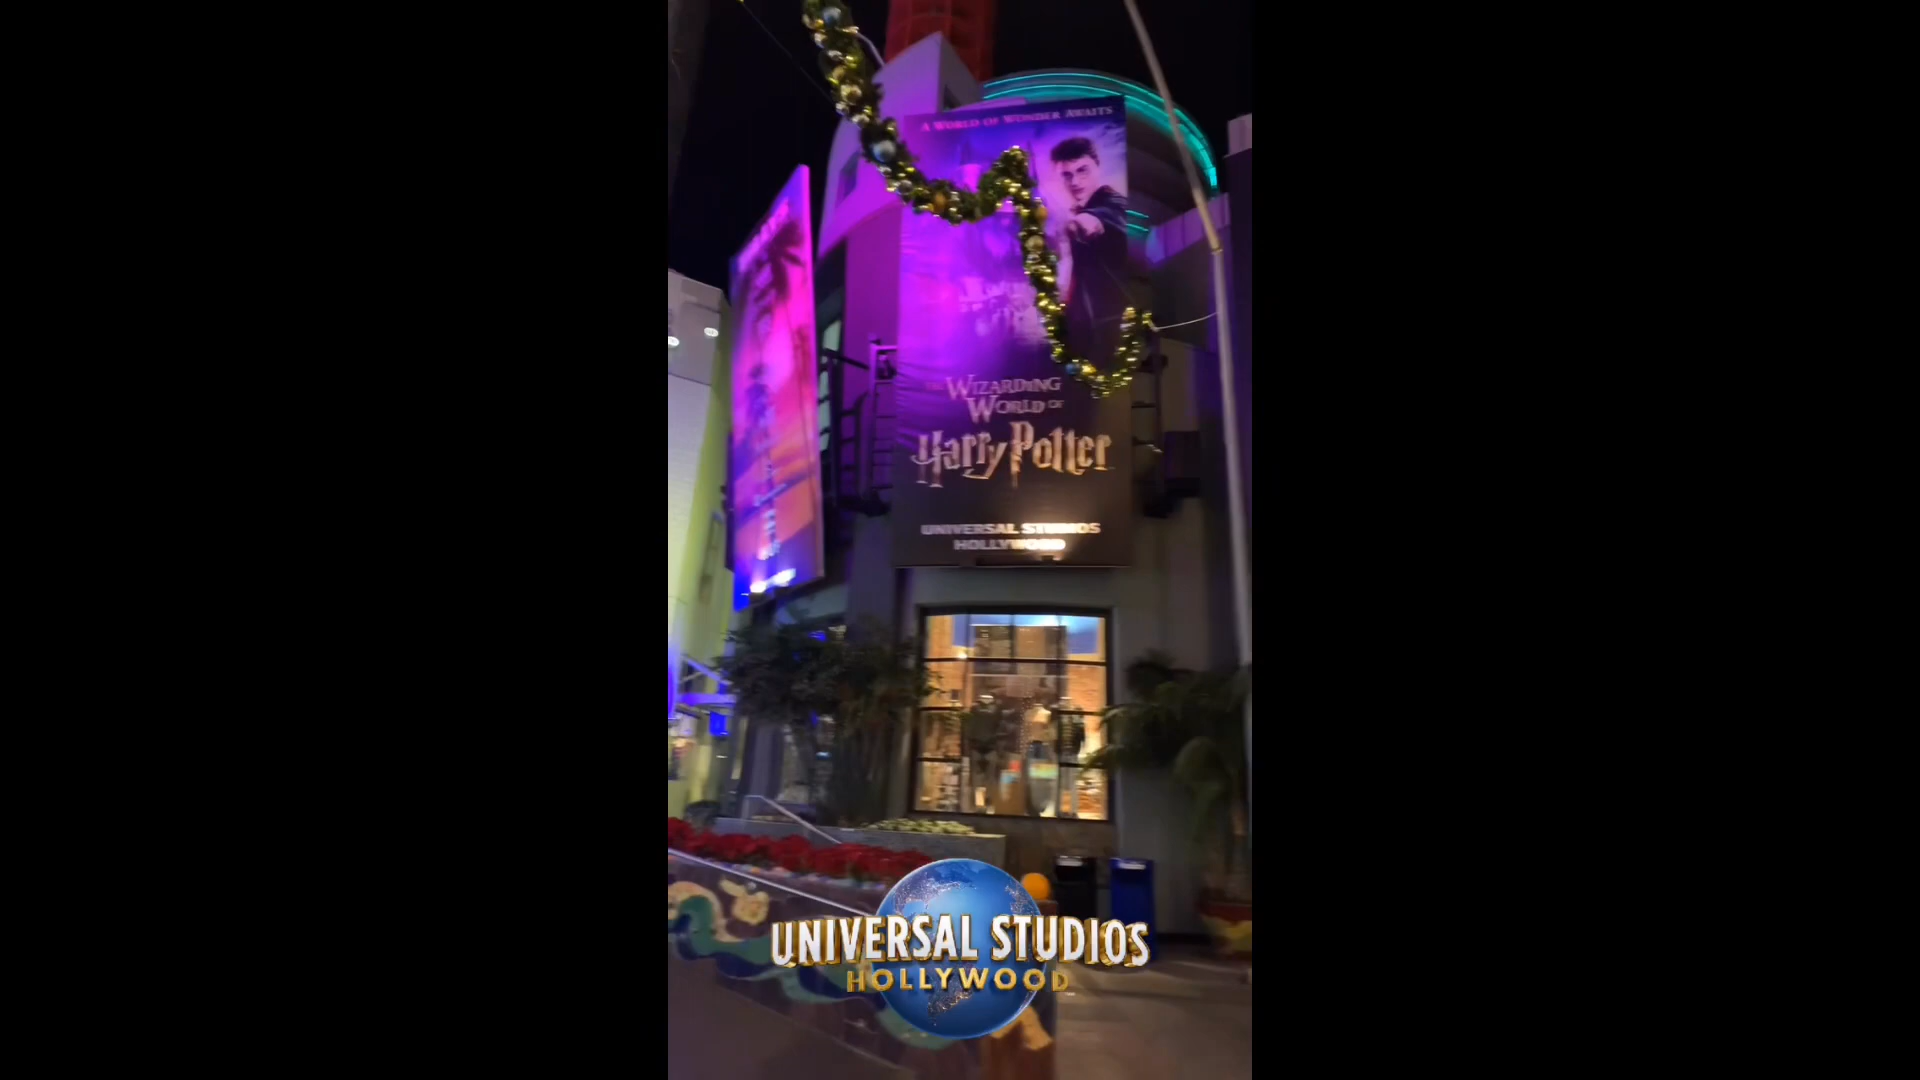 A WORLD OF WONDER AWAITS
THE WIZARDING
WORLD OF
Harry Potter
UNIVERSAL STUDIOS
HOLLYWOOD
UNIVERSAL STUDIOS
HOLLYWOOD